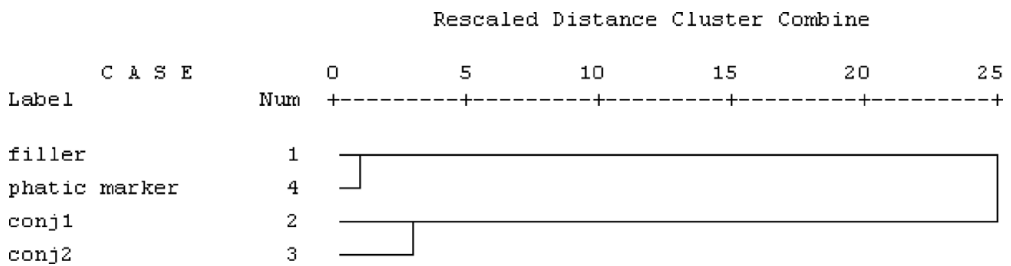 Rescaled Distance Cluster Combine
C A S E 0 5 10 15 20 25
Label Num +---------+---------+---------+---------+---------+
filler 1
phatic marker 4
conj1 2
conj2 3